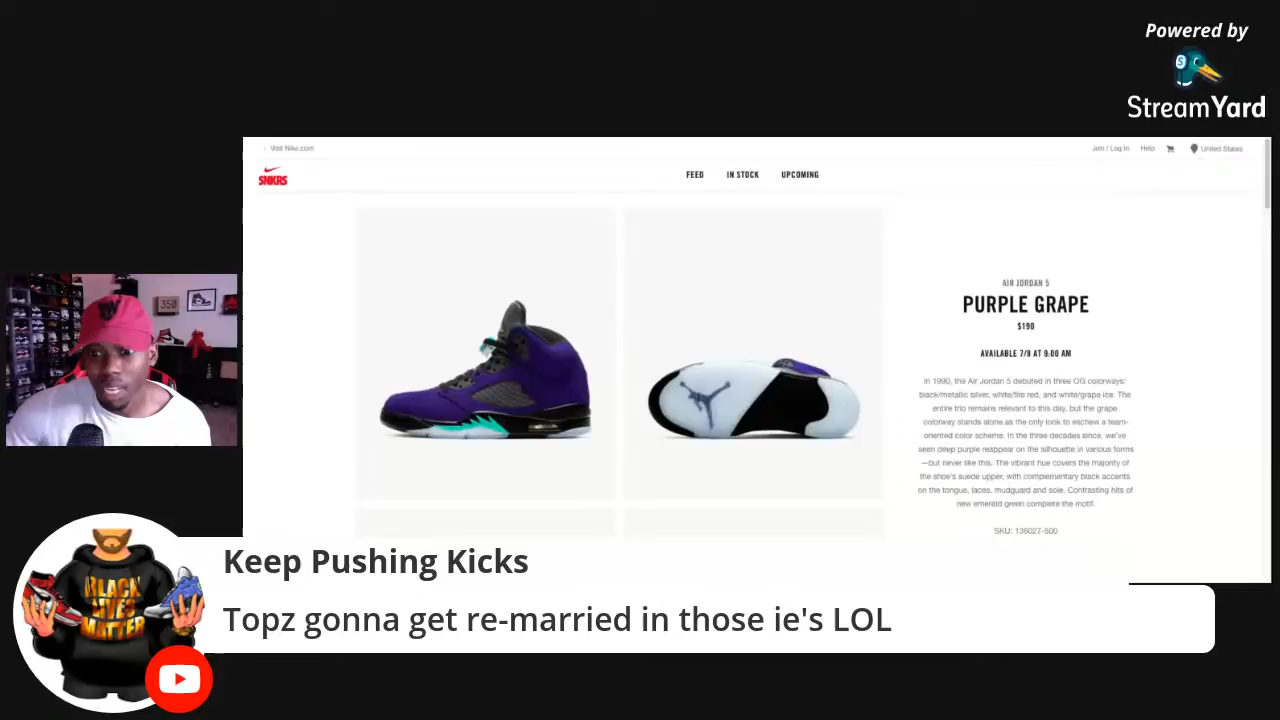 Powered by
StreamYard
Visit Nike.com
Join / Log In Help United States
SNKRS
FEED IN STOCK UPCOMING
350
AIR JORDAN 5
PURPLE GRAPE
$190
AVAILABLE 7/8 AT 9:00 AM
In 1990, the Air Jordan 5 debuted in three OG colorways:
black/metallic silver, white/fire red, and white/grape ice. The
entire trio remains relevant to this day, but the grape
colorway stands alone as the only look to eschew a team-
oriented color scheme. In the three decades since, we've
seen deep purple reappear on the silhouette in various forms
—but never like this. The vibrant hue covers the majority of
the shoe's suede upper, with complementary black accents
on the tongue, laces, mudguard and sole. Contrasting hits of
new emerald green complete the motif.
SKU: 136027-500
BLACK
LIVES
MATTER
Keep Pushing Kicks
Topz gonna get re-married in those ie's LOL